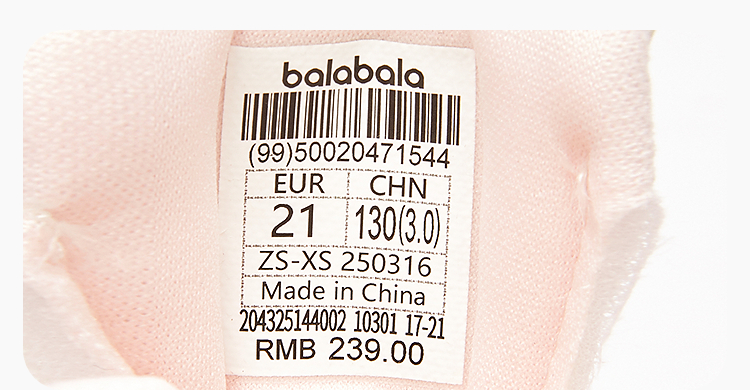 balabala
(99)50020471544
EUR CHN
21 130(3.0)
ZS-XS 250316
Made in China
204325144002 10301 17-21
RMB 239.00